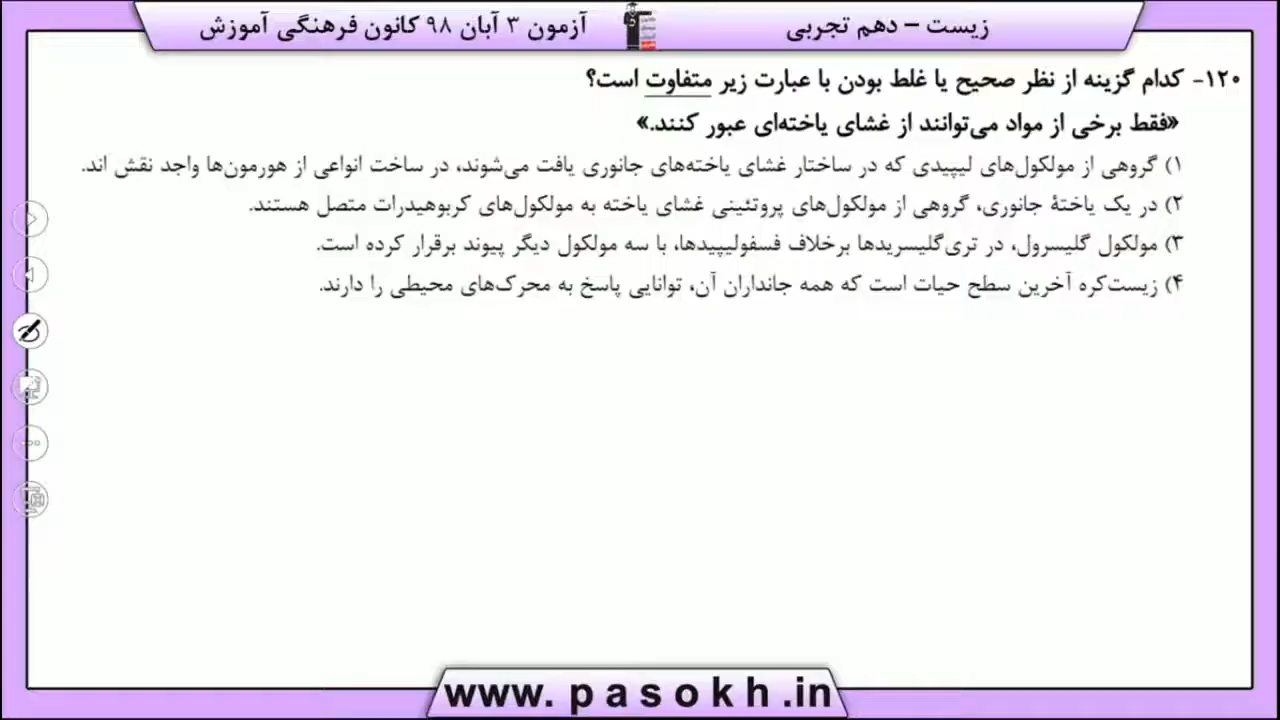 زیست – دهم تجربی
آزمون ۳ آبان ۹۸ کانون فرهنگی آموزش
۱۲۰- کدام گزینه از نظر صحیح یا غلط بودن با عبارت زیر متفاوت است؟
«فقط برخی از مواد می‌توانند از غشای یاخته‌ای عبور کنند.»
۱) گروهی از مولکول‌های لیپیدی که در ساختار غشای یاخته‌های جانوری یافت می‌شوند، در ساخت انواعی از هورمون‌ها واجد نقش اند.
۲) در یک یاختهٔ جانوری، گروهی از مولکول‌های پروتئینی غشای یاخته به مولکول‌های کربوهیدرات متصل هستند.
۳) مولکول گلیسرول، در تری‌گلیسریدها برخلاف فسفولیپیدها، با سه مولکول دیگر پیوند برقرار کرده است.
۴) زیست‌کره آخرین سطح حیات است که همه جانداران آن، توانایی پاسخ به محرک‌های محیطی را دارند.
www. p a s o k h .in